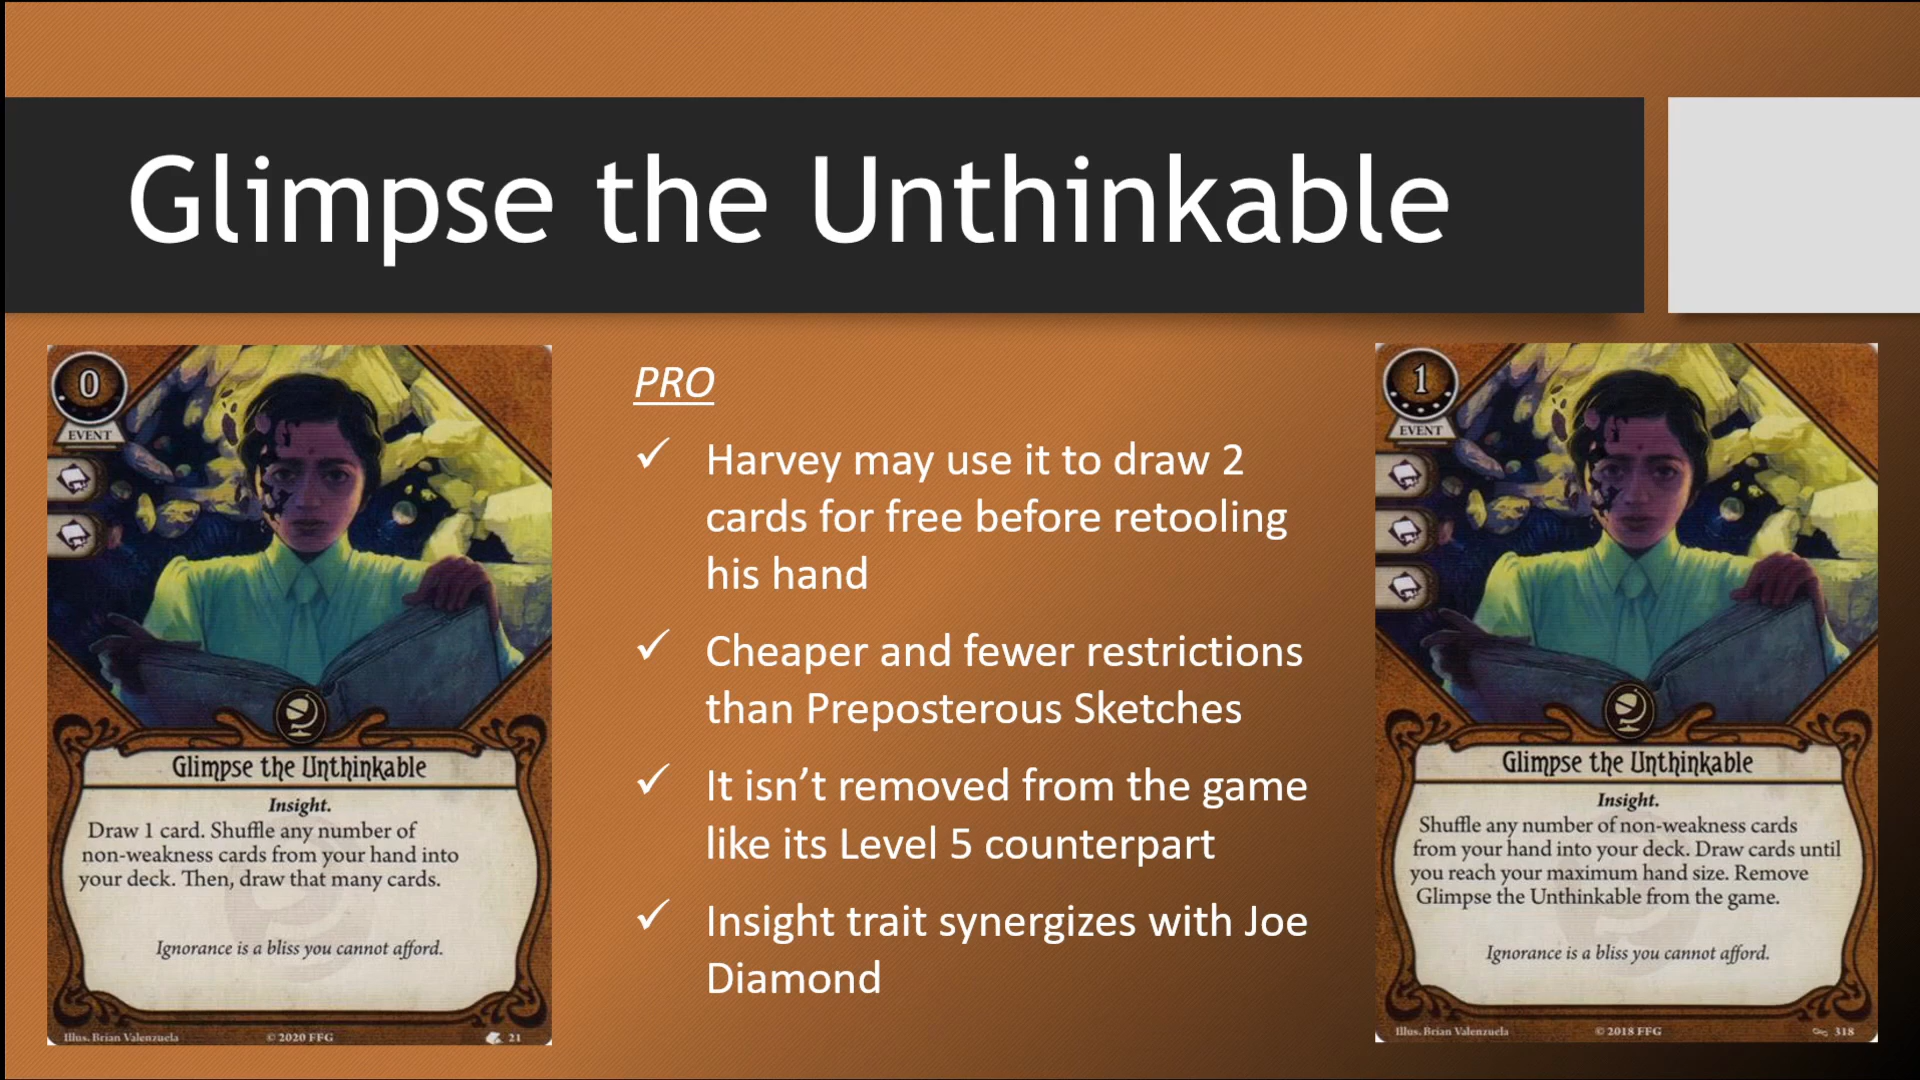 Glimpse the Unthinkable
0
EVENT
Glimpse the Unthinkable
Insight.
Draw 1 card. Shuffle any number of
non-weakness cards from your hand into
your deck. Then, draw that many cards.
Ignorance is a bliss you cannot afford.
Illus. Brian Valenzuela © 2020 FFG 21
PRO
✓ Harvey may use it to draw 2
cards for free before retooling
his hand
✓ Cheaper and fewer restrictions
than Preposterous Sketches
✓ It isn’t removed from the game
like its Level 5 counterpart
✓ Insight trait synergizes with Joe
Diamond
1
EVENT
Glimpse the Unthinkable
Insight.
Shuffle any number of non-weakness cards
from your hand into your deck. Draw cards until
you reach your maximum hand size. Remove
Glimpse the Unthinkable from the game.
Ignorance is a bliss you cannot afford.
Illus. Brian Valenzuela © 2018 FFG 318